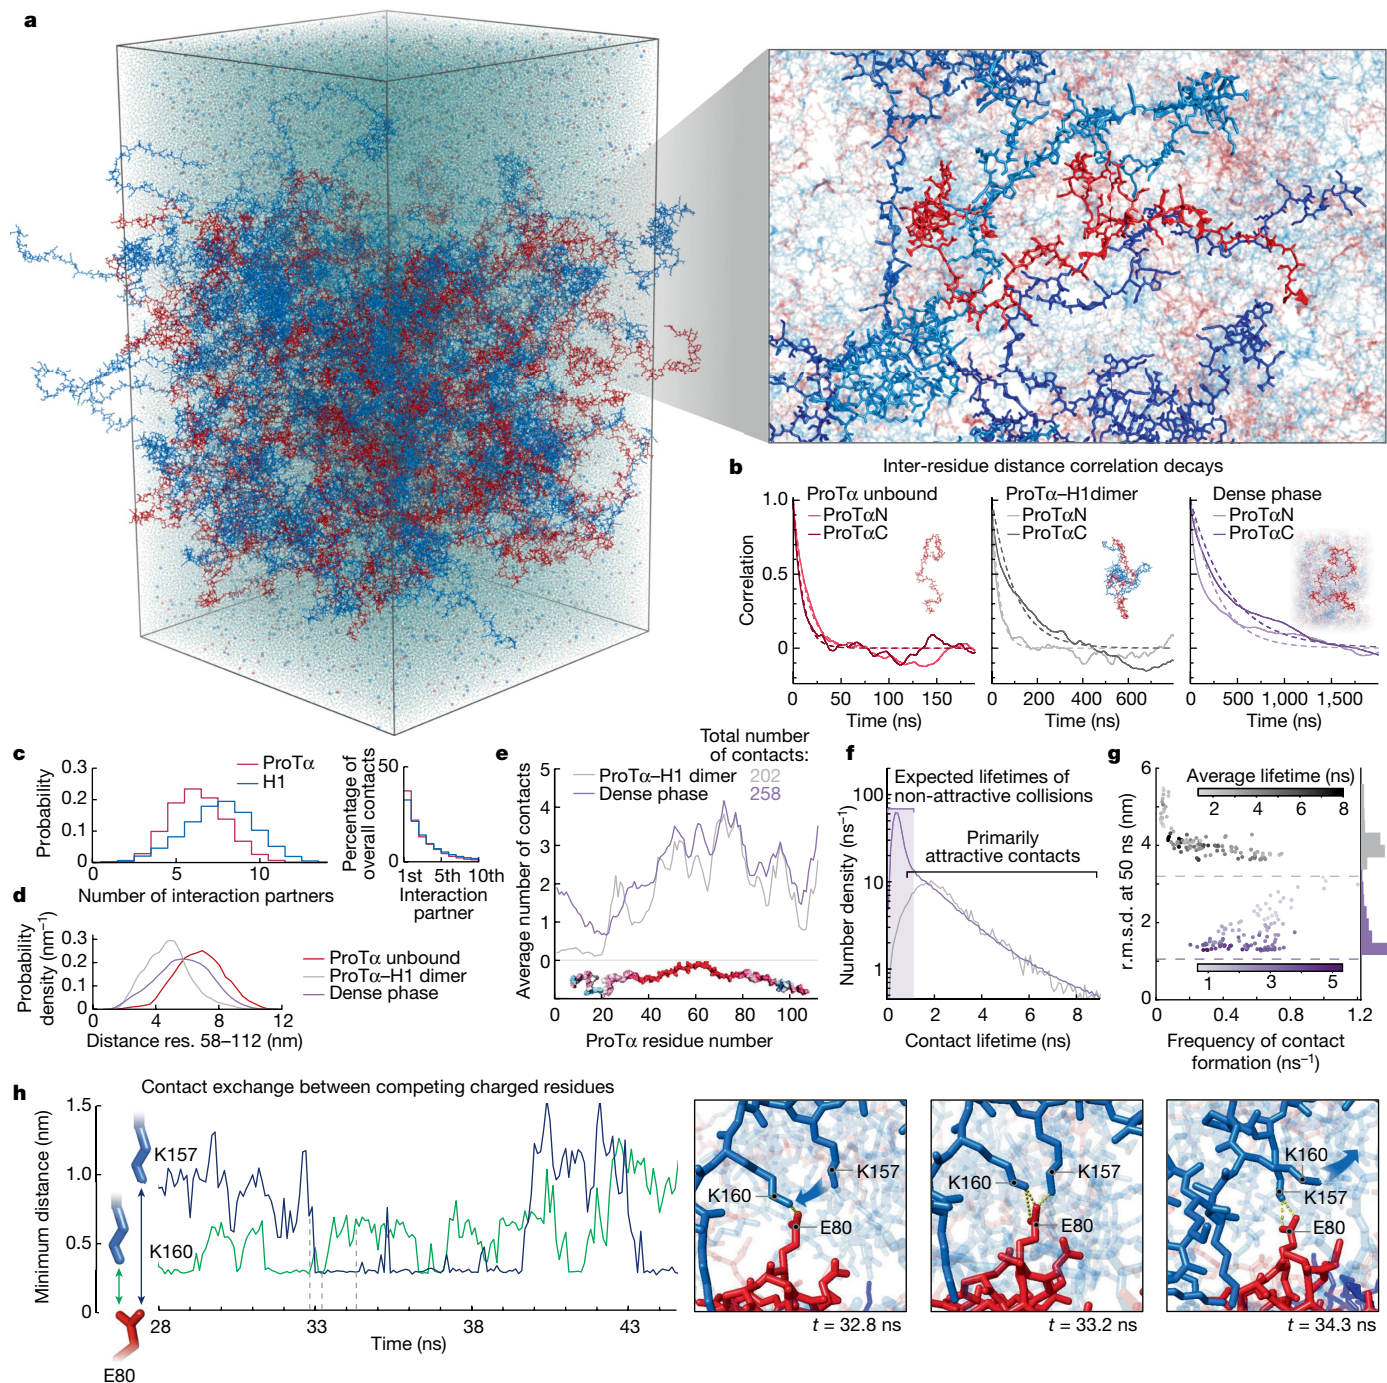 a
b
Inter-residue distance correlation decays
ProTα unbound
ProTαN
ProTαC
ProTα–H1dimer
ProTαN
ProTαC
Dense phase
ProTαN
ProTαC
Correlation
1.0
0.5
0
0 50 100 150
Time (ns)
0 200 400 600
Time (ns)
0 500 1,000 1,500
Time (ns)
c
Probability
0.3
0.2
0.1
0
ProTα
H1
5 10
Number of interaction partners
Percentage of
overall contacts
50
0
1st 5th 10th
Interaction
partner
d
Probability
density (nm⁻¹)
0.3
0.2
0.1
0
ProTα unbound
ProTα–H1 dimer
Dense phase
0 4 8 12
Distance res. 58–112 (nm)
e
Average number of contacts
5
4
3
2
1
0
Total number
of contacts:
ProTα–H1 dimer 202
Dense phase 258
0 20 40 60 80 100
ProTα residue number
f
Number density (ns⁻¹)
100
10
1
Expected lifetimes of
non-attractive collisions
Primarily
attractive contacts
0 2 4 6 8
Contact lifetime (ns)
g
r.m.s.d. at 50 ns (nm)
6
4
2
0
Average lifetime (ns)
2 4 6 8
1 3 5
0 0.4 0.8 1.2
Frequency of contact
formation (ns⁻¹)
h
Contact exchange between competing charged residues
Minimum distance (nm)
1.5
1.0
0.5
0
K157
K160
E80
28 33 38 43
Time (ns)
K157
K160
E80
t = 32.8 ns
K157
K160
E80
t = 33.2 ns
K160
K157
E80
t = 34.3 ns